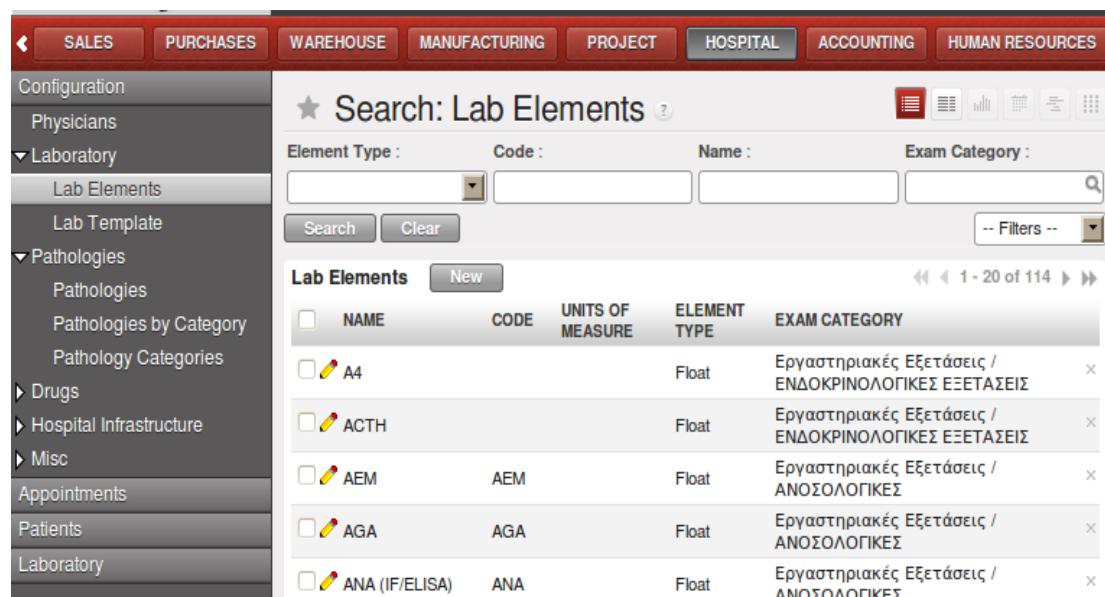 SALES PURCHASES WAREHOUSE MANUFACTURING PROJECT HOSPITAL ACCOUNTING HUMAN RESOURCES
Configuration
Physicians
Laboratory
Lab Elements
Lab Template
Pathologies
Pathologies
Pathologies by Category
Pathology Categories
Drugs
Hospital Infrastructure
Misc
Appointments
Patients
Laboratory
Search: Lab Elements ?
Element Type : Code : Name : Exam Category :
Search Clear -- Filters --
Lab Elements New 1 - 20 of 114
NAME CODE UNITS OF MEASURE ELEMENT TYPE EXAM CATEGORY
A4 Float Εργαστηριακές Εξετάσεις /
ΕΝΔΟΚΡΙΝΟΛΟΓΙΚΕΣ ΕΞΕΤΑΣΕΙΣ
ACTH Float Εργαστηριακές Εξετάσεις /
ΕΝΔΟΚΡΙΝΟΛΟΓΙΚΕΣ ΕΞΕΤΑΣΕΙΣ
AEM AEM Float Εργαστηριακές Εξετάσεις /
ΑΝΟΣΟΛΟΓΙΚΕΣ
AGA AGA Float Εργαστηριακές Εξετάσεις /
ΑΝΟΣΟΛΟΓΙΚΕΣ
ANA (IF/ELISA) ANA Float Εργαστηριακές Εξετάσεις /
ΑΝΟΣΟΛΟΓΙΚΕΣ